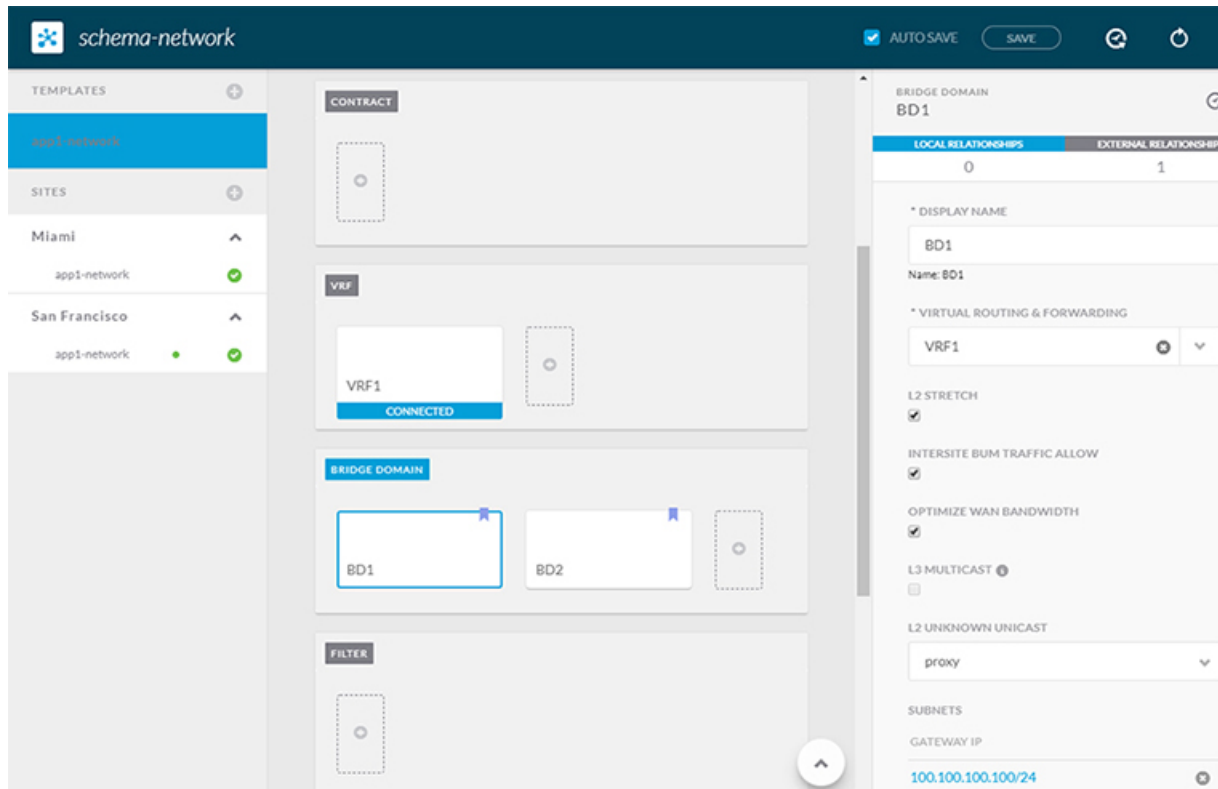 schema-network
AUTO SAVE
SAVE
TEMPLATES
app1-network
SITES
Miami
app1-network
San Francisco
app1-network
CONTRACT
VRF
VRF1
CONNECTED
BRIDGE DOMAIN
BD1
BD2
FILTER
BRIDGE DOMAIN
BD1
LOCAL RELATIONSHIPS
EXTERNAL RELATIONSHIP
0
1
* DISPLAY NAME
BD1
Name: BD1
* VIRTUAL ROUTING & FORWARDING
VRF1
L2 STRETCH
INTERSITE BUM TRAFFIC ALLOW
OPTIMIZE WAN BANDWIDTH
L3 MULTICAST
L2 UNKNOWN UNICAST
proxy
SUBNETS
GATEWAY IP
100.100.100.100/24